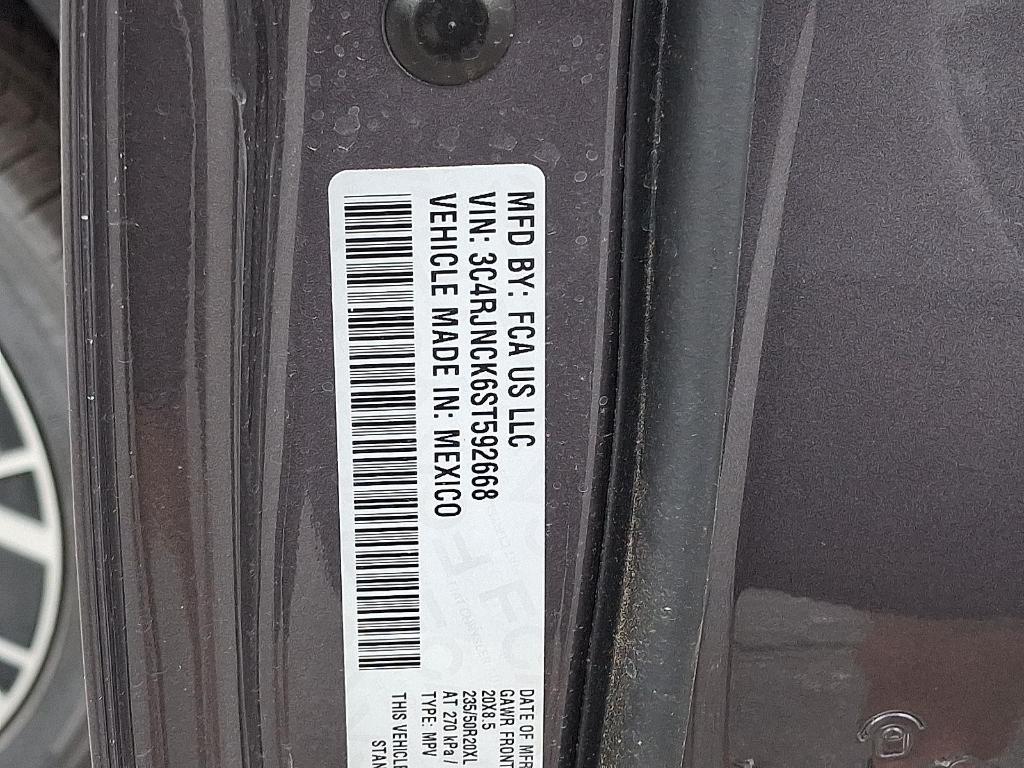 MFD BY: FCA US LLC
VIN: 3C4RJNCK6ST592668
VEHICLE MADE IN: MEXICO
DATE OF MFR
GAWR FRONT
20X8.5
235/50R20XL
AT 270 kPa /
TYPE: MPV
THIS VEHICLE
STAN